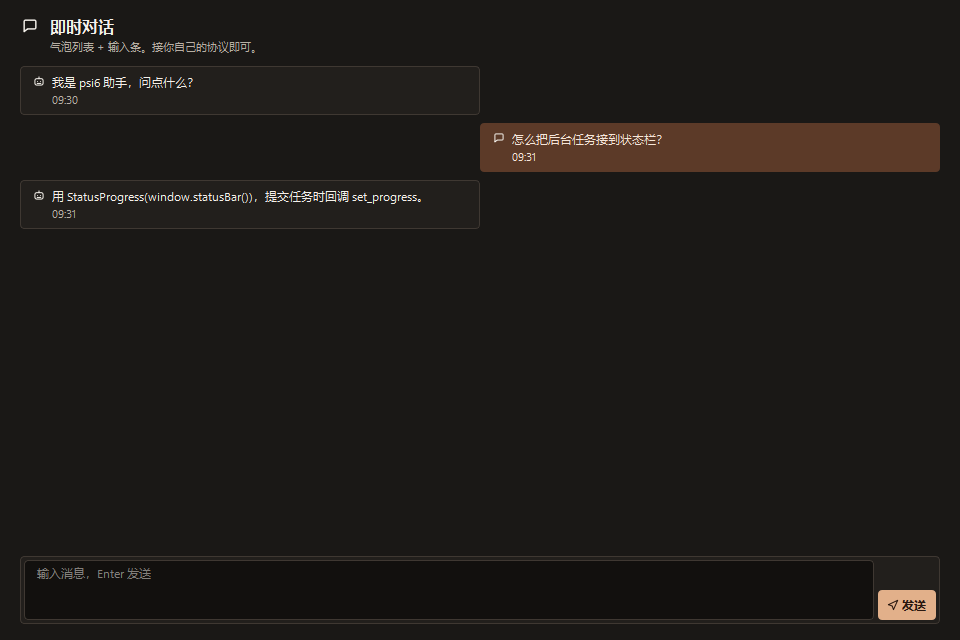 即时对话
气泡列表 + 输入条。接你自己的协议即可。
我是 psi6 助手，问点什么？
09:30
怎么把后台任务接到状态栏？
09:31
用 StatusProgress(window.statusBar())，提交任务时回调 set_progress。
09:31
输入消息，Enter 发送
发送